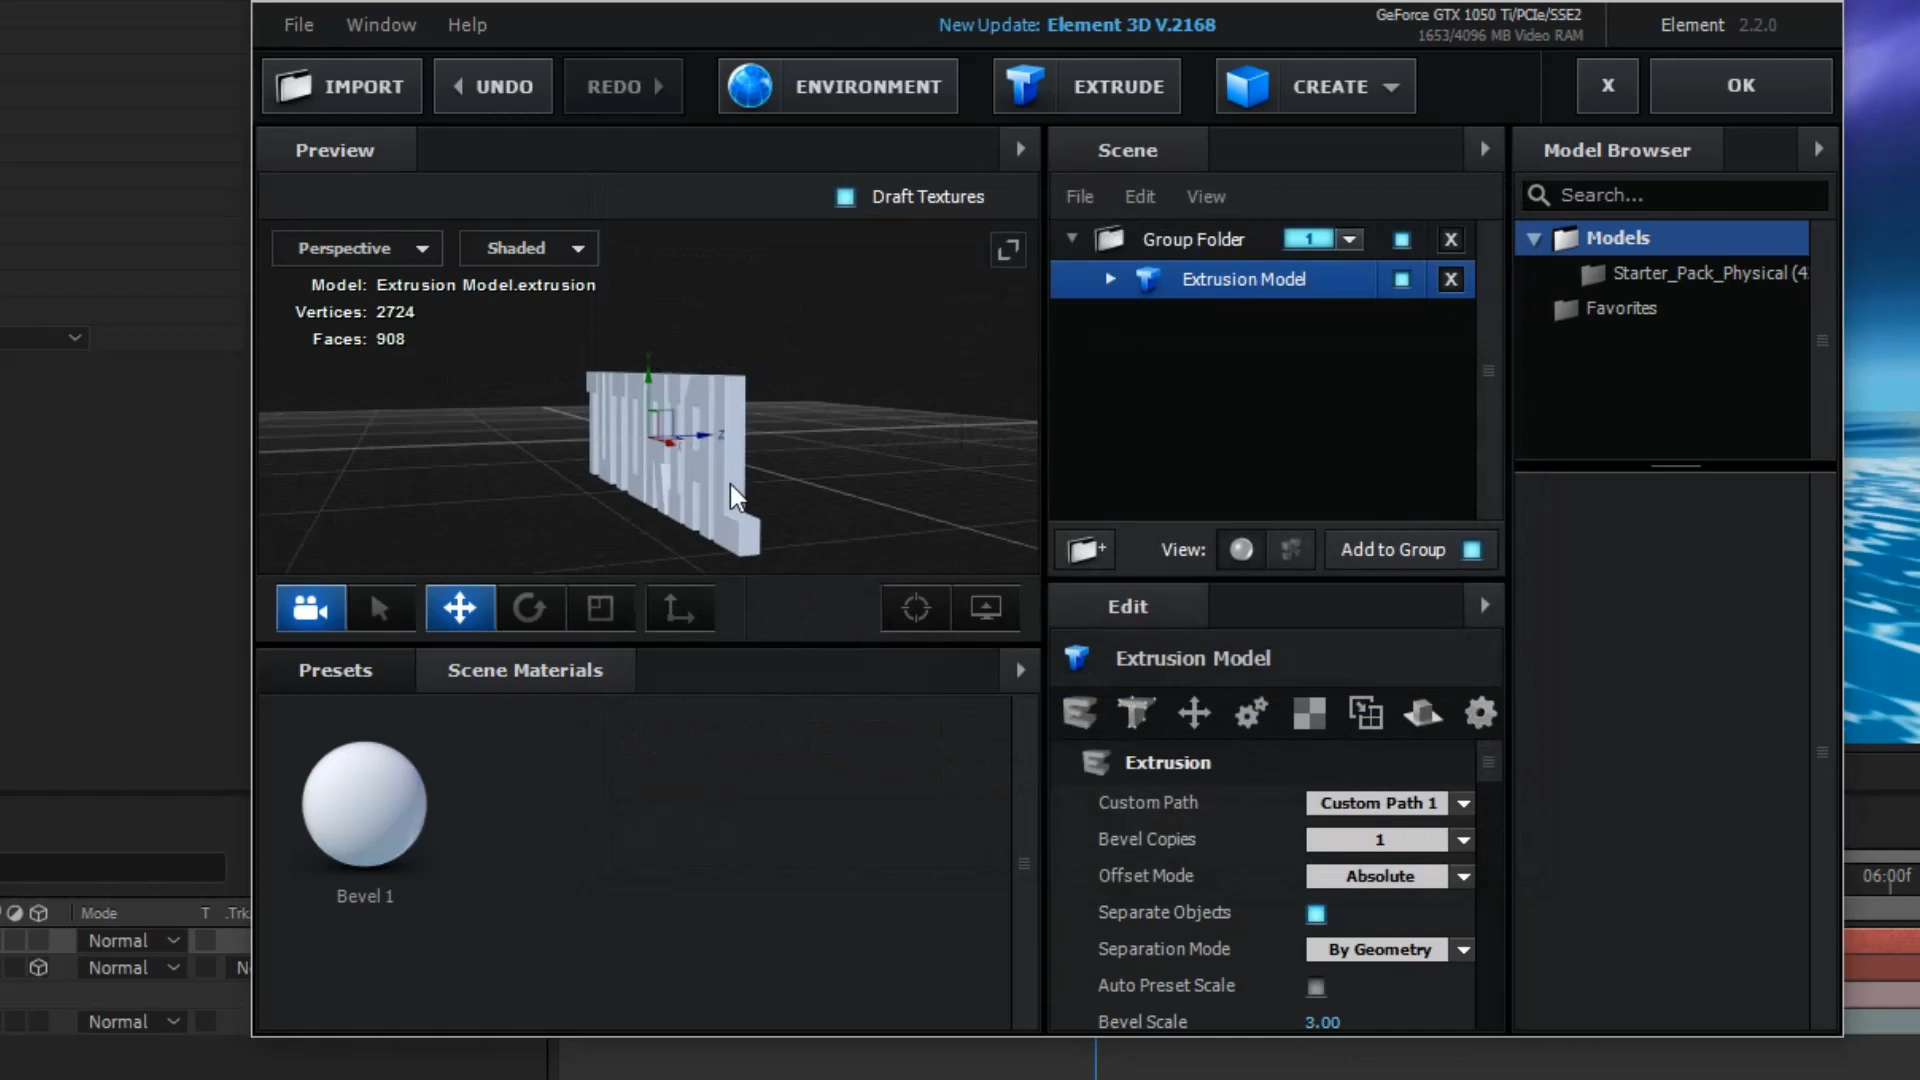 File Window Help New Update: Element 3D V.2168 GeForce GTX 1050 Ti/PCIe/SSE2
1653/4096 MB Video RAM Element 2.2.0
IMPORT UNDO REDO ENVIRONMENT EXTRUDE CREATE X OK
Preview Scene Model Browser
Draft Textures File Edit View Search...
Perspective Shaded Group Folder 1 X Models
Model: Extrusion Model.extrusion Extrusion Model X Starter_Pack_Physical (4
Vertices: 2724 Favorites
Faces: 908
Z
View: Add to Group
Edit
Presets Scene Materials Extrusion Model
Extrusion
Custom Path Custom Path 1
Bevel Copies 1
Offset Mode Absolute
Bevel 1
Separate Objects
Separation Mode By Geometry
Auto Preset Scale
Bevel Scale 3.00
06:00f
Mode T .Trk
Normal
Normal N
Normal